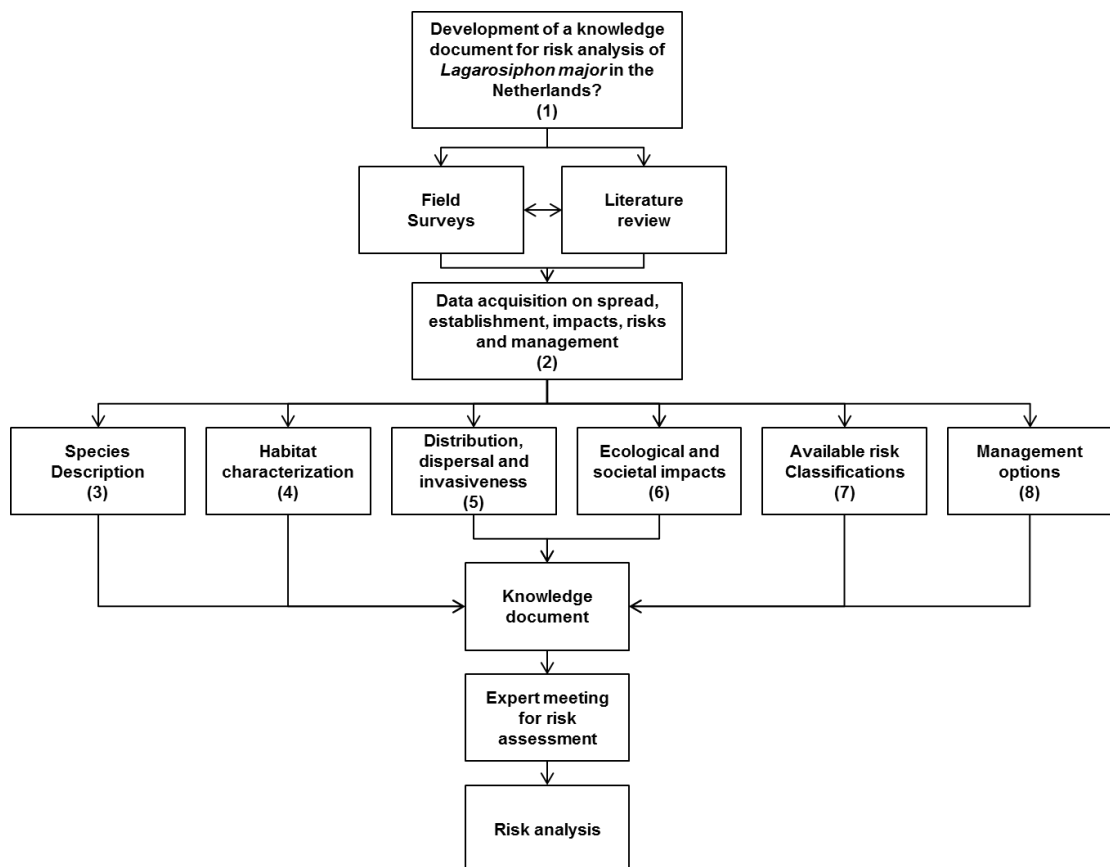 Development of a knowledge
document for risk analysis of
Lagarosiphon major in the
Netherlands?
(1)
Field
Surveys
Literature
review
Data acquisition on spread,
establishment, impacts, risks
and management
(2)
Species
Description
(3)
Habitat
characterization
(4)
Distribution,
dispersal and
invasiveness
(5)
Ecological and
societal impacts
(6)
Available risk
Classifications
(7)
Management
options
(8)
Knowledge
document
Expert meeting
for risk
assessment
Risk analysis